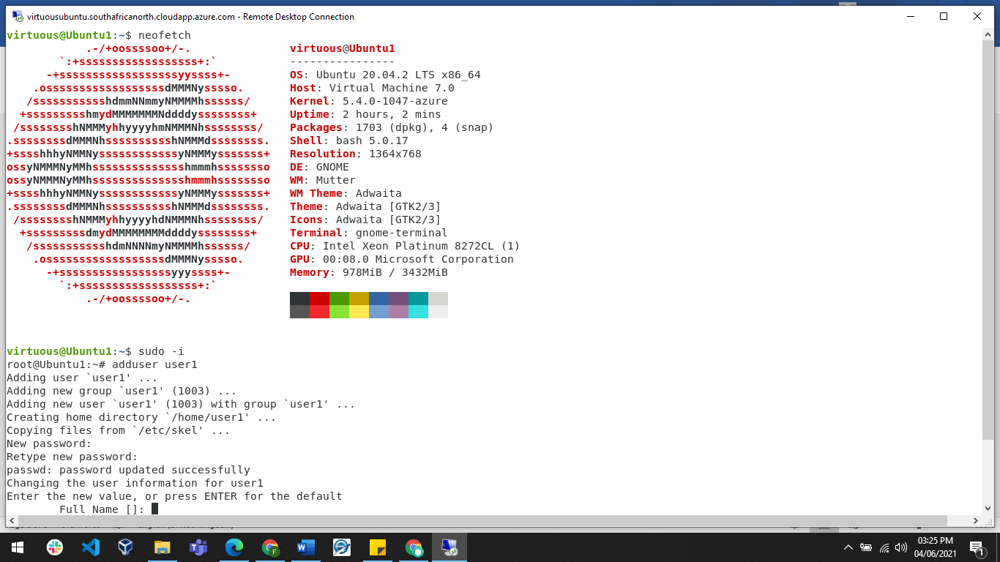 virtuousubuntu.southafricanorth.cloudapp.azure.com - Remote Desktop Connection
virtuous@Ubuntu1:~$ neofetch
.-/+oossssoo+/-. virtuous@Ubuntu1
`:+ssssssssssssssssss+:` ----------------
-+ssssssssssssssssssyyssss+- OS: Ubuntu 20.04.2 LTS x86_64
.ossssssssssssssssssdMMMNysssso. Host: Virtual Machine 7.0
/ssssssssssshdmmNNmmyNMMMMhssssss/ Kernel: 5.4.0-1047-azure
+ssssssssshmydMMMMMMMNddddyssssssss+ Uptime: 2 hours, 2 mins
/sssssssshNMMMyhhyyyyhmNMMMNhssssssss/ Packages: 1703 (dpkg), 4 (snap)
.ssssssssdMMMNhsssssssssshNMMMdssssssss. Shell: bash 5.0.17
+sssshhhyNMMNyssssssssssssyNMMMysssssss+ Resolution: 1364x768
ossyNMMMNyMMhsssssssssssssshmmmhssssssso DE: GNOME
ossyNMMMNyMMhsssssssssssssshmmmhssssssso WM: Mutter
+sssshhhyNMMNyssssssssssssyNMMMysssssss+ WM Theme: Adwaita
.ssssssssdMMMNhsssssssssshNMMMdssssssss. Theme: Adwaita [GTK2/3]
/sssssssshNMMMyhhyyyyhdNMMMNhssssssss/ Icons: Adwaita [GTK2/3]
+sssssssssdmydMMMMMMMMddddyssssssss+ Terminal: gnome-terminal
/ssssssssssshdmNNNNmyNMMMMhssssss/ CPU: Intel Xeon Platinum 8272CL (1)
.ossssssssssssssssssdMMMNysssso. GPU: 00:08.0 Microsoft Corporation
-+sssssssssssssssssyyyssss+- Memory: 978MiB / 3432MiB
`:+ssssssssssssssssss+:`
.-/+oossssoo+/-.
virtuous@Ubuntu1:~$ sudo -i
root@Ubuntu1:~# adduser user1
Adding user `user1' ...
Adding new group `user1' (1003) ...
Adding new user `user1' (1003) with group `user1' ...
Creating home directory `/home/user1' ...
Copying files from `/etc/skel' ...
New password:
Retype new password:
passwd: password updated successfully
Changing the user information for user1
Enter the new value, or press ENTER for the default
Full Name []:
03:25 PM
04/06/2021
1